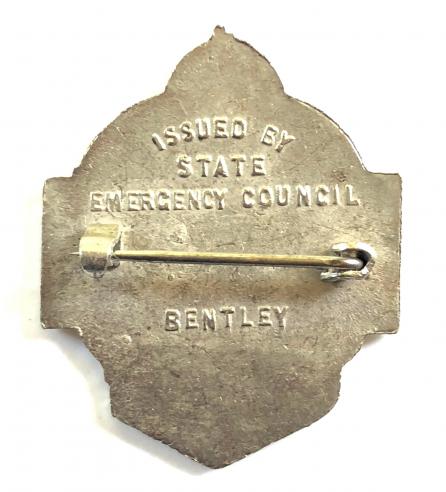 ISSUED BY
STATE
EMERGENCY COUNCIL
BENTLEY